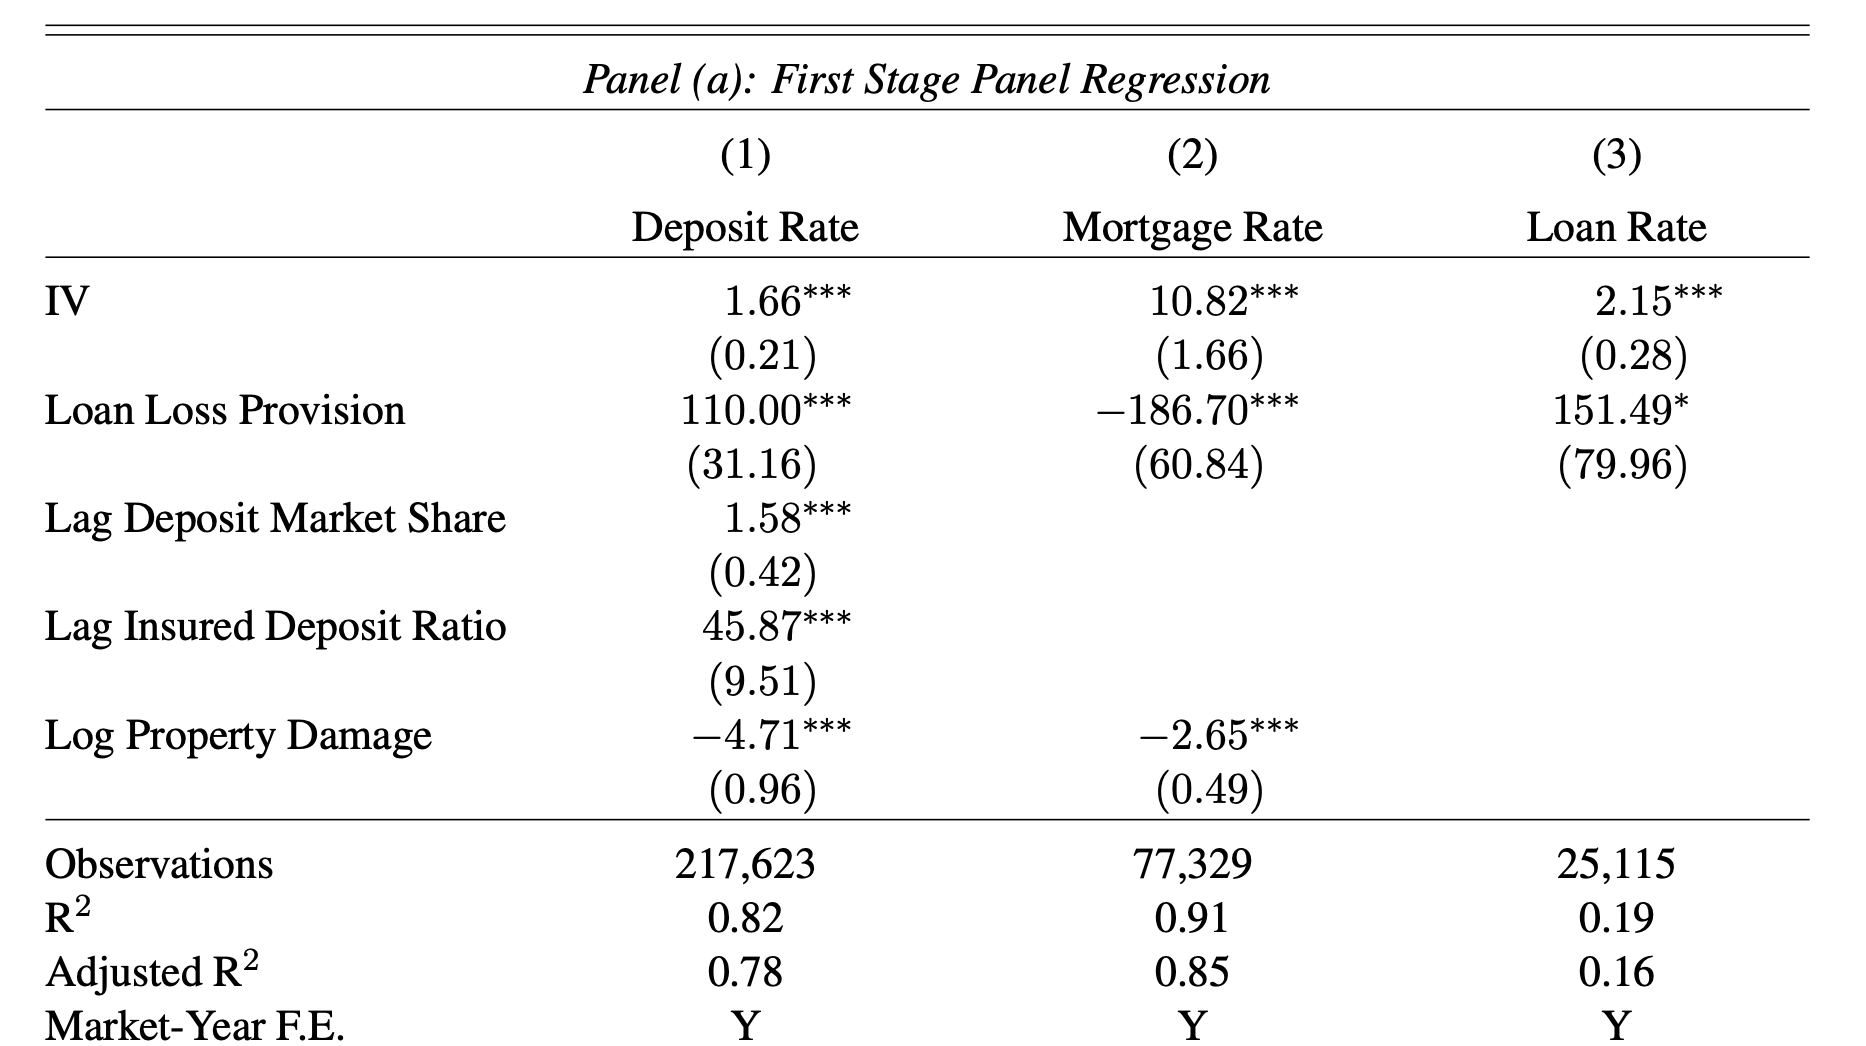 Panel (a): First Stage Panel Regression
(1) (2) (3)
Deposit Rate Mortgage Rate Loan Rate
IV 1.66*** 10.82*** 2.15***
(0.21) (1.66) (0.28)
Loan Loss Provision 110.00*** −186.70*** 151.49*
(31.16) (60.84) (79.96)
Lag Deposit Market Share 1.58***
(0.42)
Lag Insured Deposit Ratio 45.87***
(9.51)
Log Property Damage −4.71*** −2.65***
(0.96) (0.49)
Observations 217,623 77,329 25,115
R² 0.82 0.91 0.19
Adjusted R² 0.78 0.85 0.16
Market-Year F.E. Y Y Y